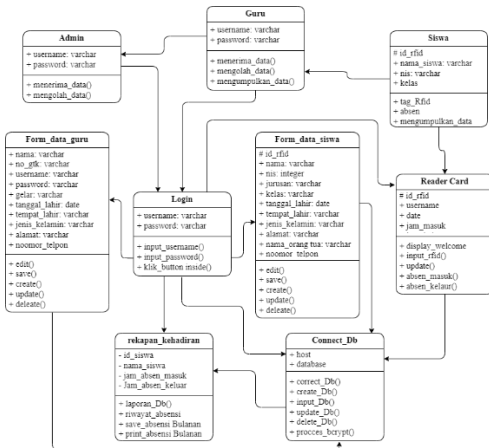 Guru
+ username: varchar
+ password: varchar
+ menerima_data()
+ mengolah_data()
+ mengumpulkan_data()
Admin
+ username: varchar
+ password: varchar
+menerima_data()
+mengolah_data()
Siswa
# id_rfid
+ nama_siswa: varchar
+ nis: varchar
+ kelas
+ tag_Rfid
+ absen
+ mengumpulkan_data
Form_data_guru
+ nama: varchar
+ no_gtk: varchar
+ username: varchar
+ password: varchar
+ gelar: varchar
+ tanggal_lahir: date
+ tempat_lahir: varchar
+ jenis_kelamin: varchar
+ alamat: varchar
+ noomor_telpon
+ edit()
+ save()
+ create()
+ update()
+ deleate()
Login
+ username: varchar
+ password: varchar
+ input_username()
+ input_password()
+ klik_button inside()
Form_data_siswa
# id_rfid
+ nama: varchar
+ nis: integer
+ jurusan: varchar
+ kelas: varchar
+ tanggal_lahir: date
+ tempat_lahir: varchar
+ jenis_kelamin: varchar
+ alamat: varchar
+ nama_orang tua: varchar
+ noomor telpon
+ edit()
+ save()
+ create()
+ update()
+ deleate()
Reader Card
# id_rfid
+ username
+ date
+ jam_masuk
+ display_welcome
+ input_rfid()
+ update()
+ absen_masuk()
+ absen_kelaur()
rekapan_kehadiran
- id_siswa
- nama_siswa
- jam_absen_masuk
- Jam_absen_keluar
+ laporan_Db()
+ riwayat_absensi
+ save_absensi Bulanan
+ print_absensi Bulanan
Connect_Db
+ host
+ database
+ correct_Db()
+ create_Db()
+ input_Db()
+ update_Db()
+ delete_Db()
+ procces_bcrypt()